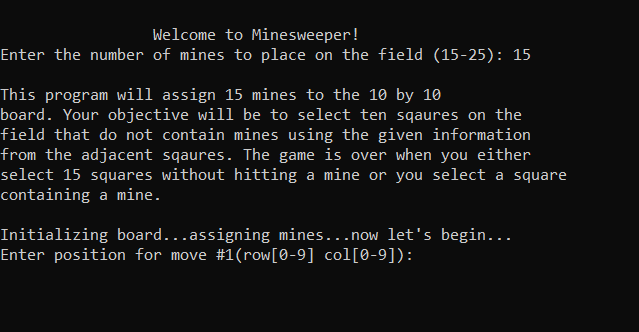 Welcome to Minesweeper!
Enter the number of mines to place on the field (15-25): 15
This program will assign 15 mines to the 10 by 10
board. Your objective will be to select ten sqaures on the
field that do not contain mines using the given information
from the adjacent sqaures. The game is over when you either
select 15 squares without hitting a mine or you select a square
containing a mine.
Initializing board...assigning mines...now let's begin...
Enter position for move #1(row[0-9] col[0-9]):